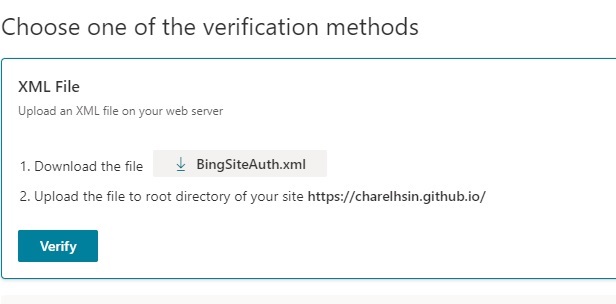 Choose one of the verification methods
XML File
Upload an XML file on your web server
1. Download the file BingSiteAuth.xml
2. Upload the file to root directory of your site https://charelhsin.github.io/
Verify